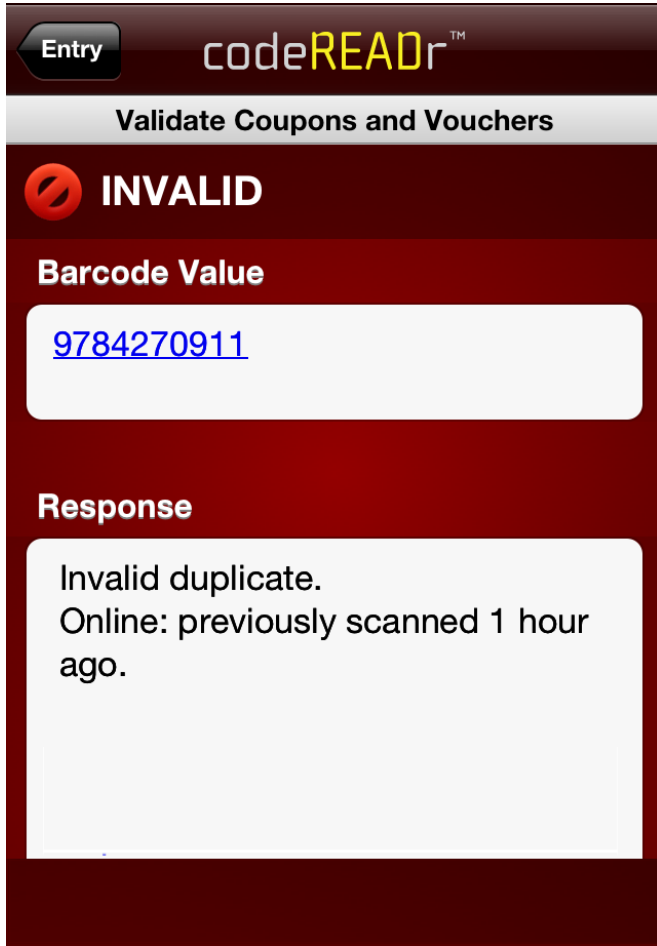 Entry
codeREADr™
Validate Coupons and Vouchers
INVALID
Barcode Value
9784270911
Response
Invalid duplicate.
Online: previously scanned 1 hour
ago.